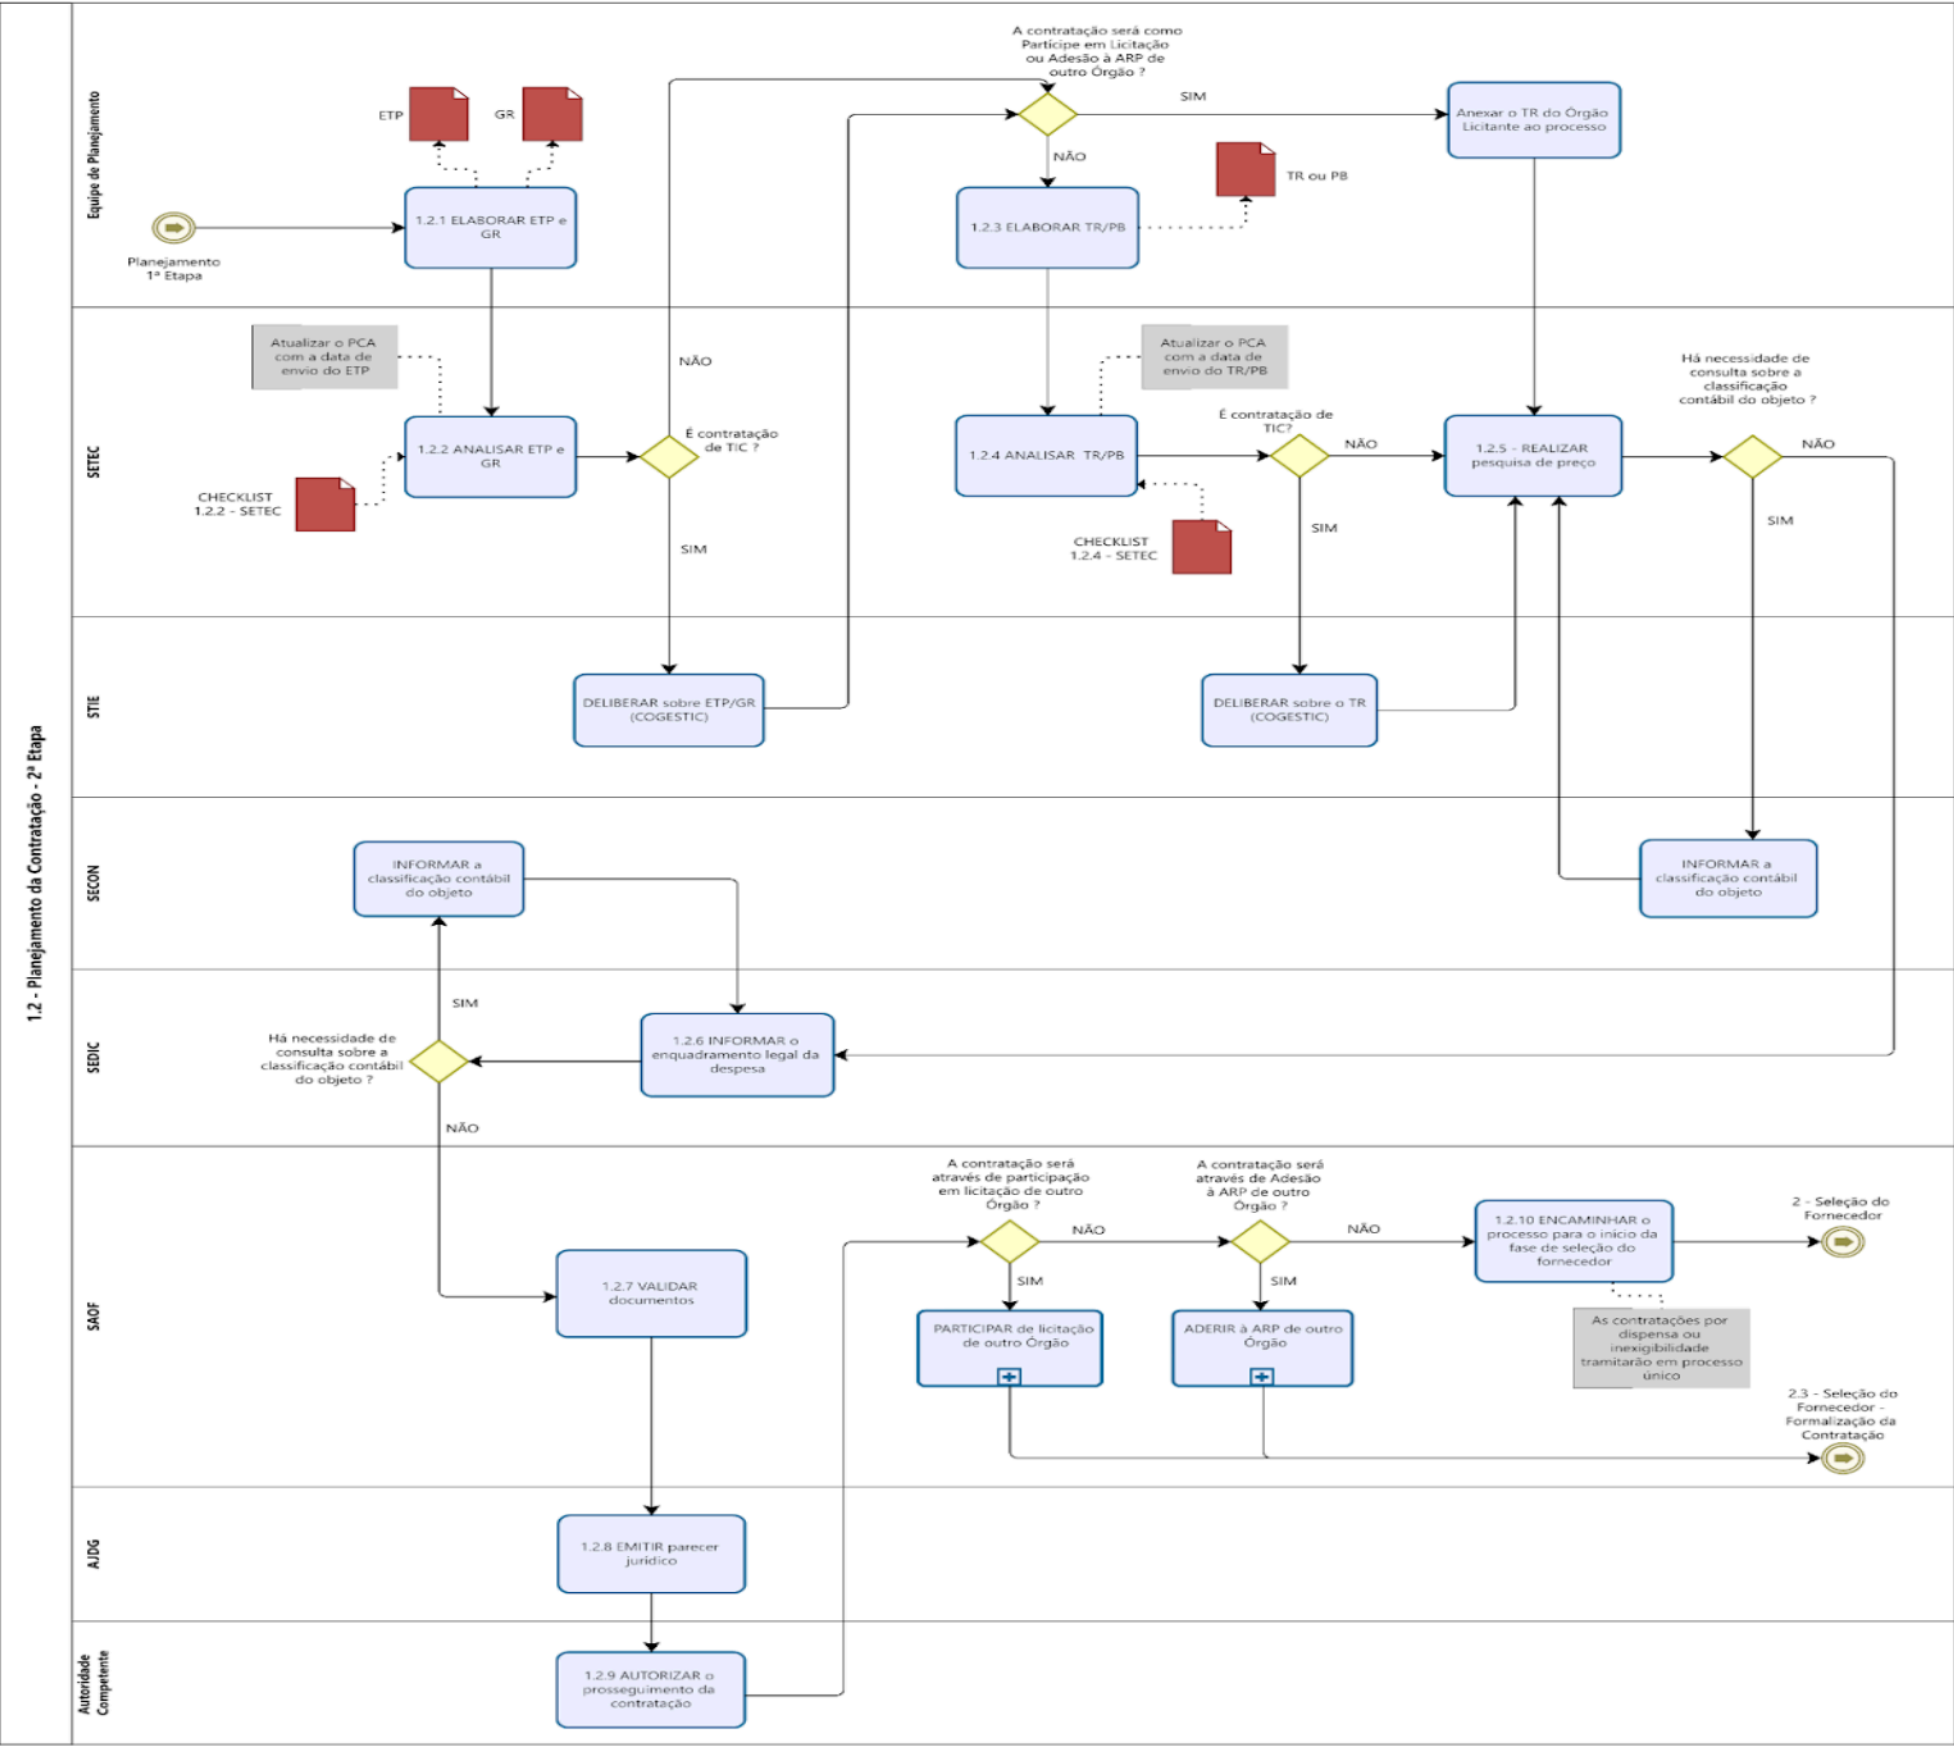 1.2 - Planejamento da Contratação - 2ª Etapa
Equipe de Planejamento
Planejamento
1ª Etapa
ETP
GR
1.2.1 ELABORAR ETP e
GR
A contratação será como
Partícipe em Licitação
ou Adesão à ARP de
outro Órgão ?
SIM
NÃO
Anexar o TR do Órgão
Licitante ao processo
1.2.3 ELABORAR TR/PB
TR ou PB
SETEC
Atualizar o PCA
com a data de
envio do ETP
1.2.2 ANALISAR ETP e
GR
CHECKLIST
1.2.2 - SETEC
NÃO
É contratação
de TIC ?
SIM
Atualizar o PCA
com a data de
envio do TR/PB
1.2.4 ANALISAR TR/PB
CHECKLIST
1.2.4 - SETEC
É contratação de
TIC?
NÃO
SIM
1.2.5 - REALIZAR
pesquisa de preço
Há necessidade de
consulta sobre a
classificação
contábil do objeto ?
NÃO
SIM
STIE
DELIBERAR sobre ETP/GR
(COGESTIC)
DELIBERAR sobre o TR
(COGESTIC)
SECON
INFORMAR a
classificação contábil
do objeto
INFORMAR a
classificação contábil
do objeto
SEDIC
SIM
Há necessidade de
consulta sobre a
classificação contábil
do objeto ?
NÃO
1.2.6 INFORMAR o
enquadramento legal da
despesa
SAOF
1.2.7 VALIDAR
documentos
A contratação será
através de participação
em licitação de outro
Órgão ?
NÃO
SIM
PARTICIPAR de licitação
de outro Órgão
A contratação será
através de Adesão
à ARP de outro
Órgão ?
NÃO
SIM
ADERIR à ARP de outro
Órgão
1.2.10 ENCAMINHAR o
processo para o início da
fase de seleção do
fornecedor
2 - Seleção do
Fornecedor
As contratações por
dispensa ou
inexigibilidade
tramitarão em processo
único
2.3 - Seleção do
Fornecedor -
Formalização da
Contratação
AJDG
1.2.8 EMITIR parecer
jurídico
Autoridade
Competente
1.2.9 AUTORIZAR o
prosseguimento da
contratação